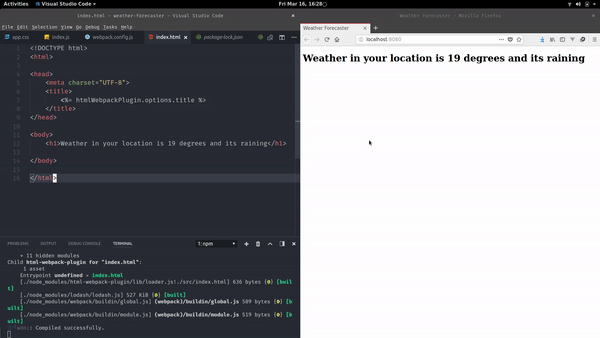 Activities
Visual Studio Code
Fri Mar 16, 16:28
index.html - weather-forecaster - Visual Studio Code
Weather Forecaster - Mozilla Firefox
File Edit Selection View Go Debug Tasks Help
app.css
index.js
webpack.config.js
index.html
package-lock.json
1 <!DOCTYPE html>
2 <html>
3
4 <head>
5 <meta charset="UTF-8">
6 <title>
7 <%= htmlWebpackPlugin.options.title %>
8 </title>
9 </head>
10
11 <body>
12 <h1>Weather in your location is 19 degrees and its raining</h1>
13
14 </body>
15
16 </html>
PROBLEMS OUTPUT DEBUG CONSOLE TERMINAL
1: npm
+ 11 hidden modules
Child html-webpack-plugin for "index.html":
1 asset
Entrypoint undefined = index.html
[./node_modules/html-webpack-plugin/lib/loader.js!./src/index.html] 636 bytes {0} [buil
t]
[./node_modules/lodash/lodash.js] 527 KiB {0} [built]
[./node_modules/webpack/buildin/global.js] (webpack)/buildin/global.js 509 bytes {0} [b
uilt]
[./node_modules/webpack/buildin/module.js] (webpack)/buildin/module.js 519 bytes {0} [b
uilt]
: Compiled successfully.
Weather Forecaster
localhost:8080
Weather in your location is 19 degrees and its raining